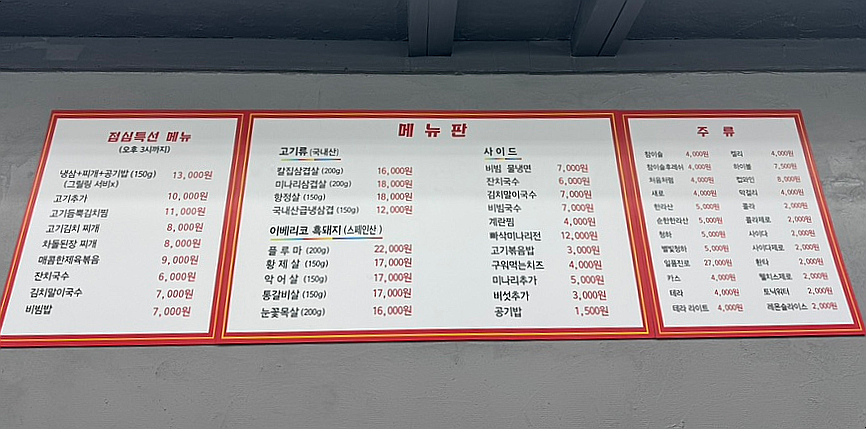 점심특선 메뉴
(오후 3시까지)
냉삼+찌개+공기밥 (150g) 13,000원
(그릴링 서비x)
고기추가 10,000원
고기듬뿍김치찜 11,000원
고기김치 찌개 8,000원
차돌된장 찌개 8,000원
매콤한제육볶음 9,000원
잔치국수 6,000원
김치말이국수 7,000원
비빔밥 7,000원
메뉴판
고기류 (국내산)
칼집삼겹살 (200g) 16,000원
미나리삼겹살 (200g) 18,000원
항정살 (150g) 18,000원
국내산급냉삼겹 (150g) 12,000원
이베리코 흑돼지 (스페인산)
플루마 (200g) 22,000원
황제살 (150g) 17,000원
악어살 (150g) 17,000원
통갈비살 (150g) 17,000원
눈꽃목살 (200g) 16,000원
사이드
비빔 물냉면 7,000원
잔치국수 6,000원
김치말이국수 7,000원
비빔국수 7,000원
계란찜 4,000원
빠삭미나리전 12,000원
고기볶음밥 3,000원
구워먹는치즈 4,000원
미나리추가 5,000원
버섯추가 3,000원
공기밥 1,500원
주류
참이슬 4,000원
참이슬후레쉬 4,000원
처음처럼 4,000원
새로 4,000원
한라산 5,000원
순한한라산 5,000원
청하 5,000원
별빛청하 5,000원
일품진로 27,000원
카스 4,000원
테라 4,000원
테라 라이트 4,000원
켈리 4,000원
하이볼 7,500원
컵와인 8,000원
막걸리 4,000원
콜라 2,000원
콜라제로 2,000원
사이다 2,000원
사이다제로 2,000원
환타 2,000원
웰치스제로 2,000원
토닉워터 2,000원
레몬슬라이스 2,000원